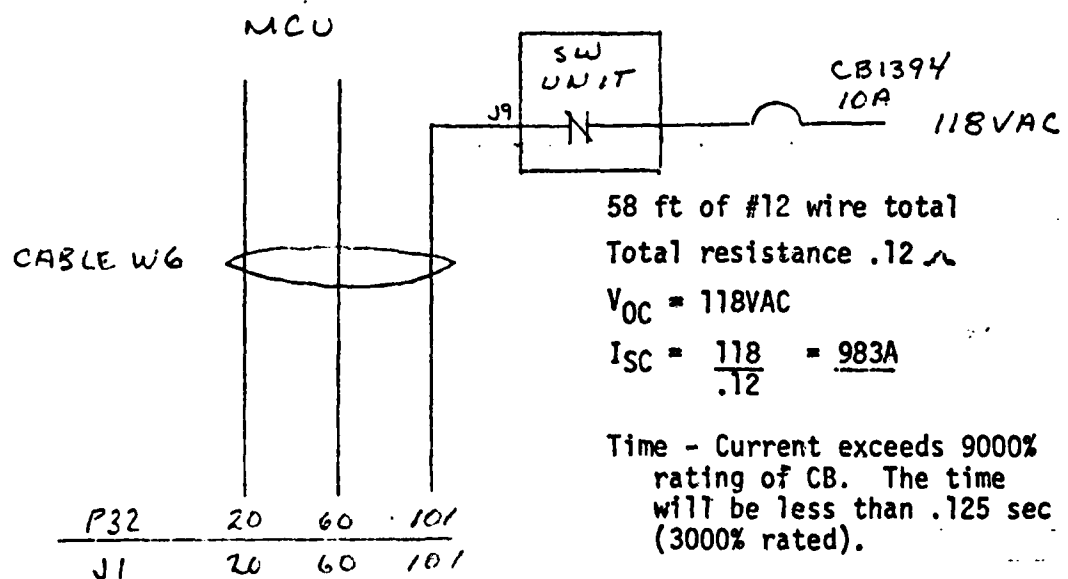 MCU
SW
UNIT
J9
CB1394
10A
118VAC
CABLE W6
58 ft of #12 wire total
Total resistance .12 Ω
VOC = 118VAC
ISC = 118 = 983A
.12
Time - Current exceeds 9000%
rating of CB. The time
will be less than .125 sec
(3000% rated).
P32 20 60 101
J1 20 60 101